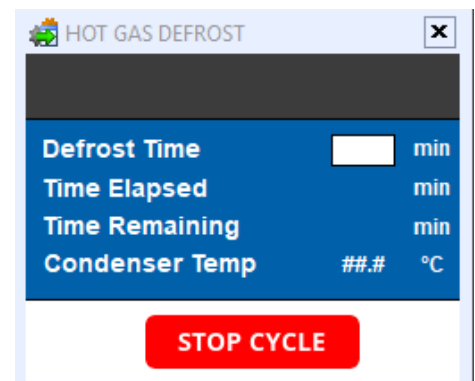 HOT GAS DEFROST
Defrost Time min
Time Elapsed min
Time Remaining min
Condenser Temp ##.# °C
STOP CYCLE